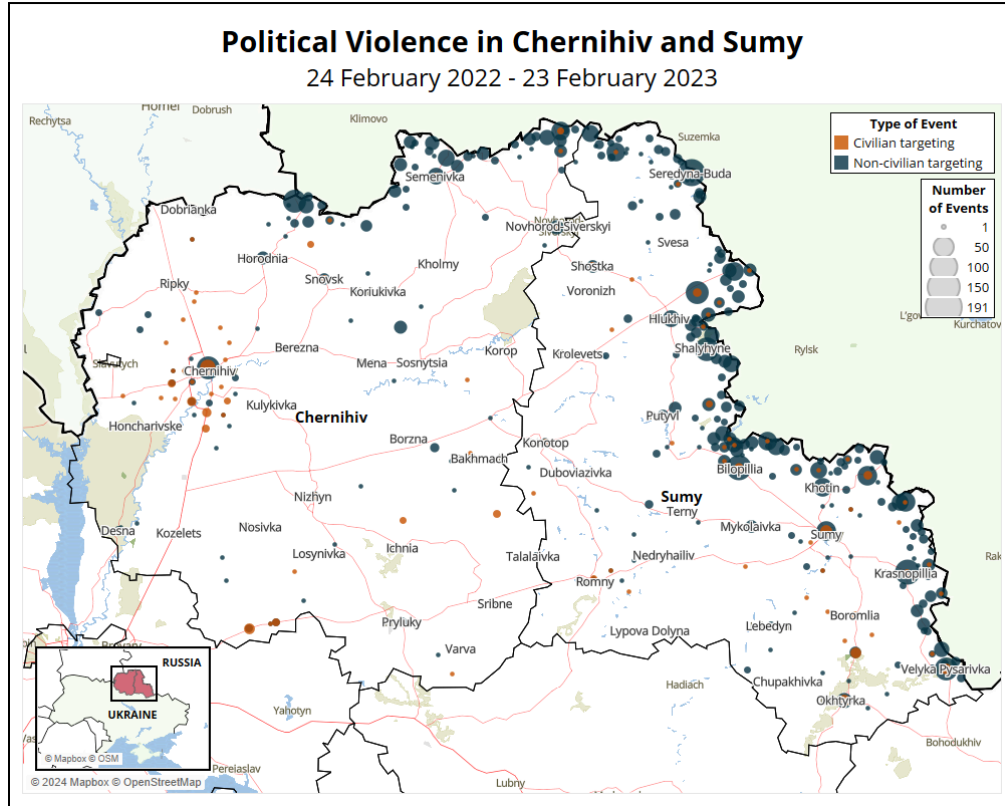 Political Violence in Chernihiv and Sumy
24 February 2022 - 23 February 2023
Type of Event
Civilian targeting
Non-civilian targeting
Number
of Events
1
50
100
150
191
Rechytsa
Homel
Dobrush
Klimovo
Suzemka
Semenivka
Seredyna-Buda
Dobrianka
Novhorod-Siverskyi
Svesa
Horodnia
Kholmy
Shostka
Snovsk
Ripky
Koriukivka
Voronizh
L'gov
Kurchatov
Hlukhiv
Slavutych
Berezna
Mena
Sosnytsia
Korop
Krolevets
Shalyhyne
Rylsk
Chernihiv
Kulykivka
Chernihiv
Putyvl
Honcharivske
Borzna
Konotop
Bakhmach
Duboviazivka
Bilopillia
Nizhyn
Sumy
Khotin
Terny
Desna
Kozelets
Nosivka
Mykolaivka
Sumy
Losynivka
Ichnia
Talalaivka
Nedryhailiv
Rak
Romny
Krasnopillia
Sribne
Pryluky
Lebedyn
Boromlia
Lypova Dolyna
Varva
Velyka Pysarivka
Chupakhivka
Hadiach
Okhtyrka
Yahotyn
Bohodukhiv
Pereiaslav
Lubny
RUSSIA
UKRAINE
© Mapbox © OSM
© 2024 Mapbox © OpenStreetMap